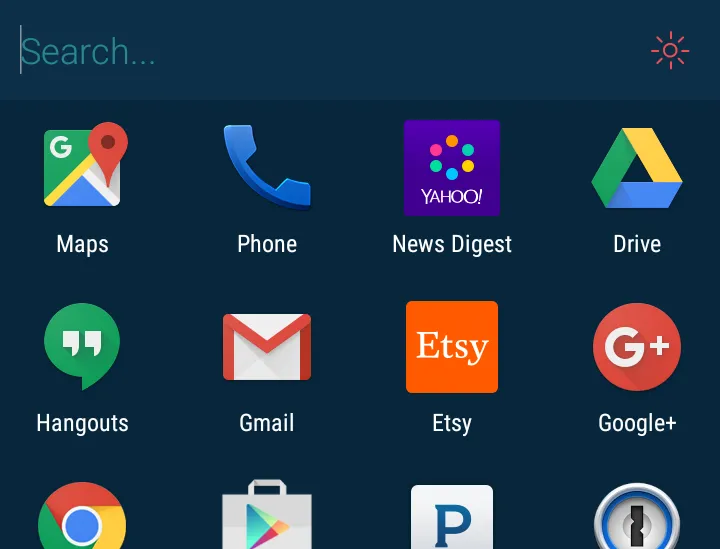 Search...
G
Maps
Phone
YAHOO!
News Digest
Drive
Hangouts
Gmail
Etsy
Etsy
G+
Google+
P